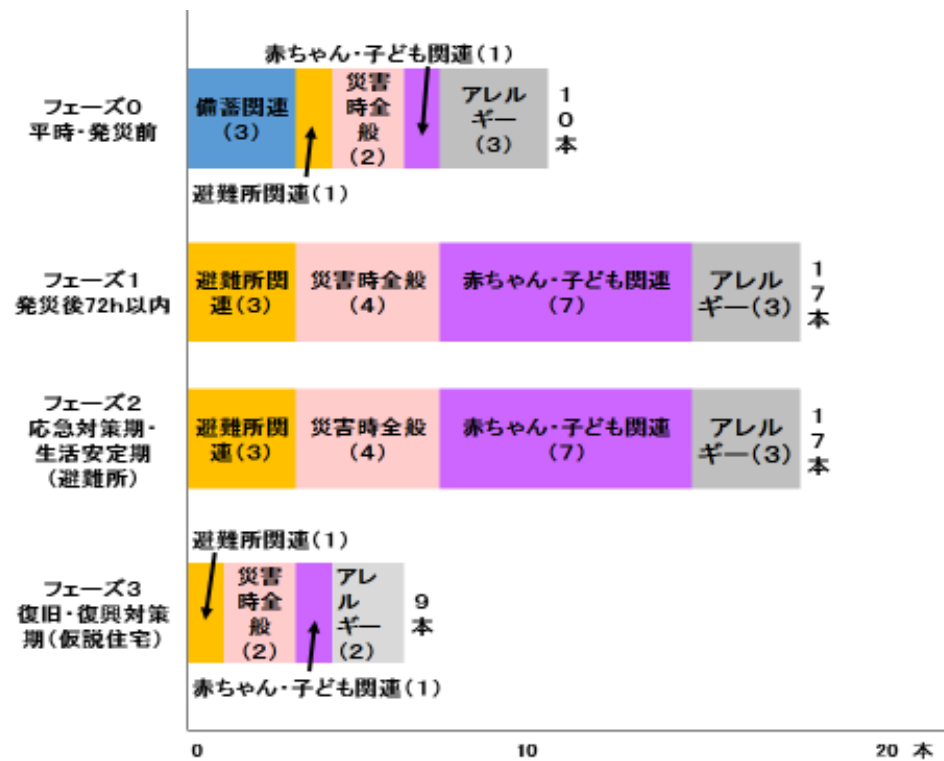 赤ちゃん・子ども関連(1)
フェーズ0
平時・発災前
備蓄関連
(3)
災害
時全
般
(2)
アレル
ギー
(3)
1
0
本
避難所関連(1)
フェーズ1
発災後72h以内
避難所関
連(3)
災害時全般
(4)
赤ちゃん・子ども関連
(7)
アレル
ギー(3)
1
7
本
フェーズ2
応急対策期・
生活安定期
(避難所)
避難所関
連(3)
災害時全般
(4)
赤ちゃん・子ども関連
(7)
アレル
ギー(3)
1
7
本
避難所関連(1)
フェーズ3
復旧・復興対策
期(仮説住宅)
災害
時全
般
(2)
アレ
ル
ギー
(2)
9
本
赤ちゃん・子ども関連(1)
0 10 20 本